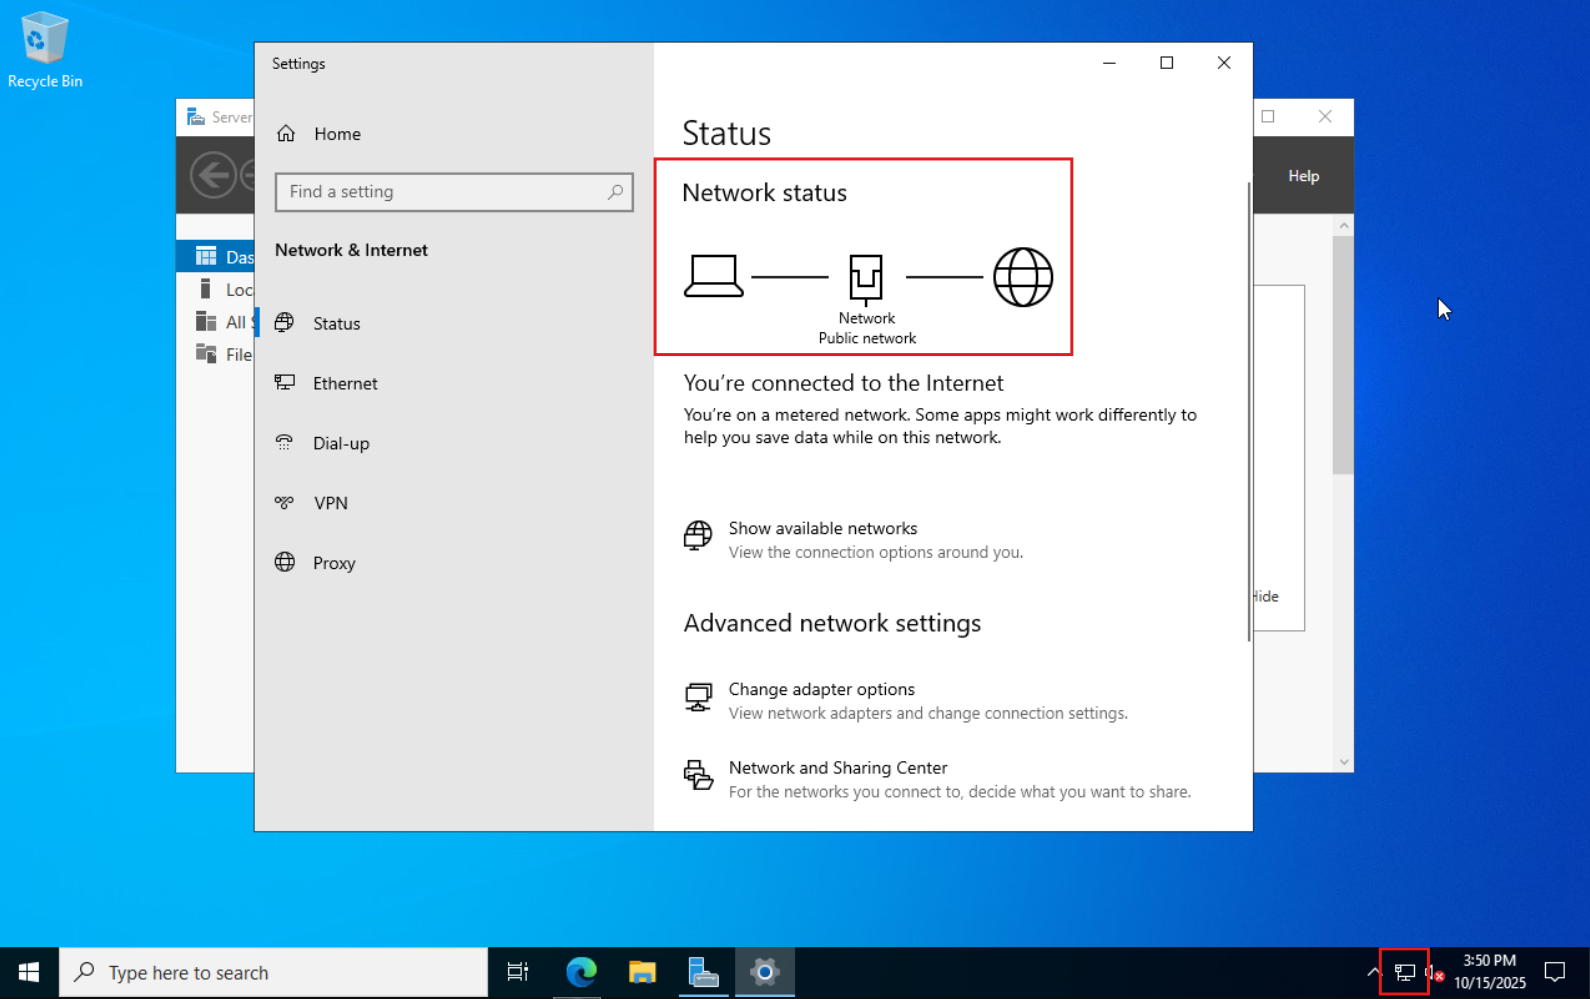 Recycle Bin
Settings
Server
Home
Status
Find a setting
Help
Network status
Network & Internet
Network
Public network
Status
You're connected to the Internet
Ethernet
You're on a metered network. Some apps might work differently to
help you save data while on this network.
Dial-up
VPN
Show available networks
View the connection options around you.
Proxy
Hide
Advanced network settings
Change adapter options
View network adapters and change connection settings.
Network and Sharing Center
For the networks you connect to, decide what you want to share.
Das
Loc
All S
File
Type here to search
3:50 PM
10/15/2025